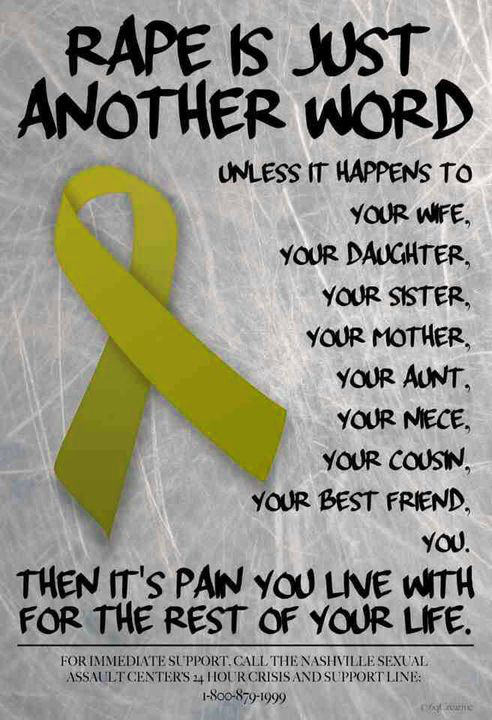 RAPE IS JUST
ANOTHER WORD
UNLESS IT HAPPENS TO
YOUR WIFE,
YOUR DAUGHTER,
YOUR SISTER,
YOUR MOTHER,
YOUR AUNT,
YOUR NIECE,
YOUR COUSIN,
YOUR BEST FRIEND,
YOU.
THEN IT'S PAIN YOU LIVE WITH
FOR THE REST OF YOUR LIFE.
FOR IMMEDIATE SUPPORT, CALL THE NASHVILLE SEXUAL
ASSAULT CENTER'S 24 HOUR CRISIS AND SUPPORT LINE:
1-800-879-1999